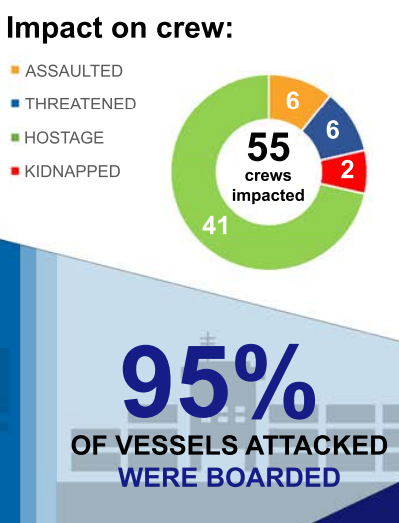 Impact on crew:
ASSAULTED
THREATENED
HOSTAGE
KIDNAPPED
6
6
2
41
55
crews
impacted
95%
OF VESSELS ATTACKED
WERE BOARDED